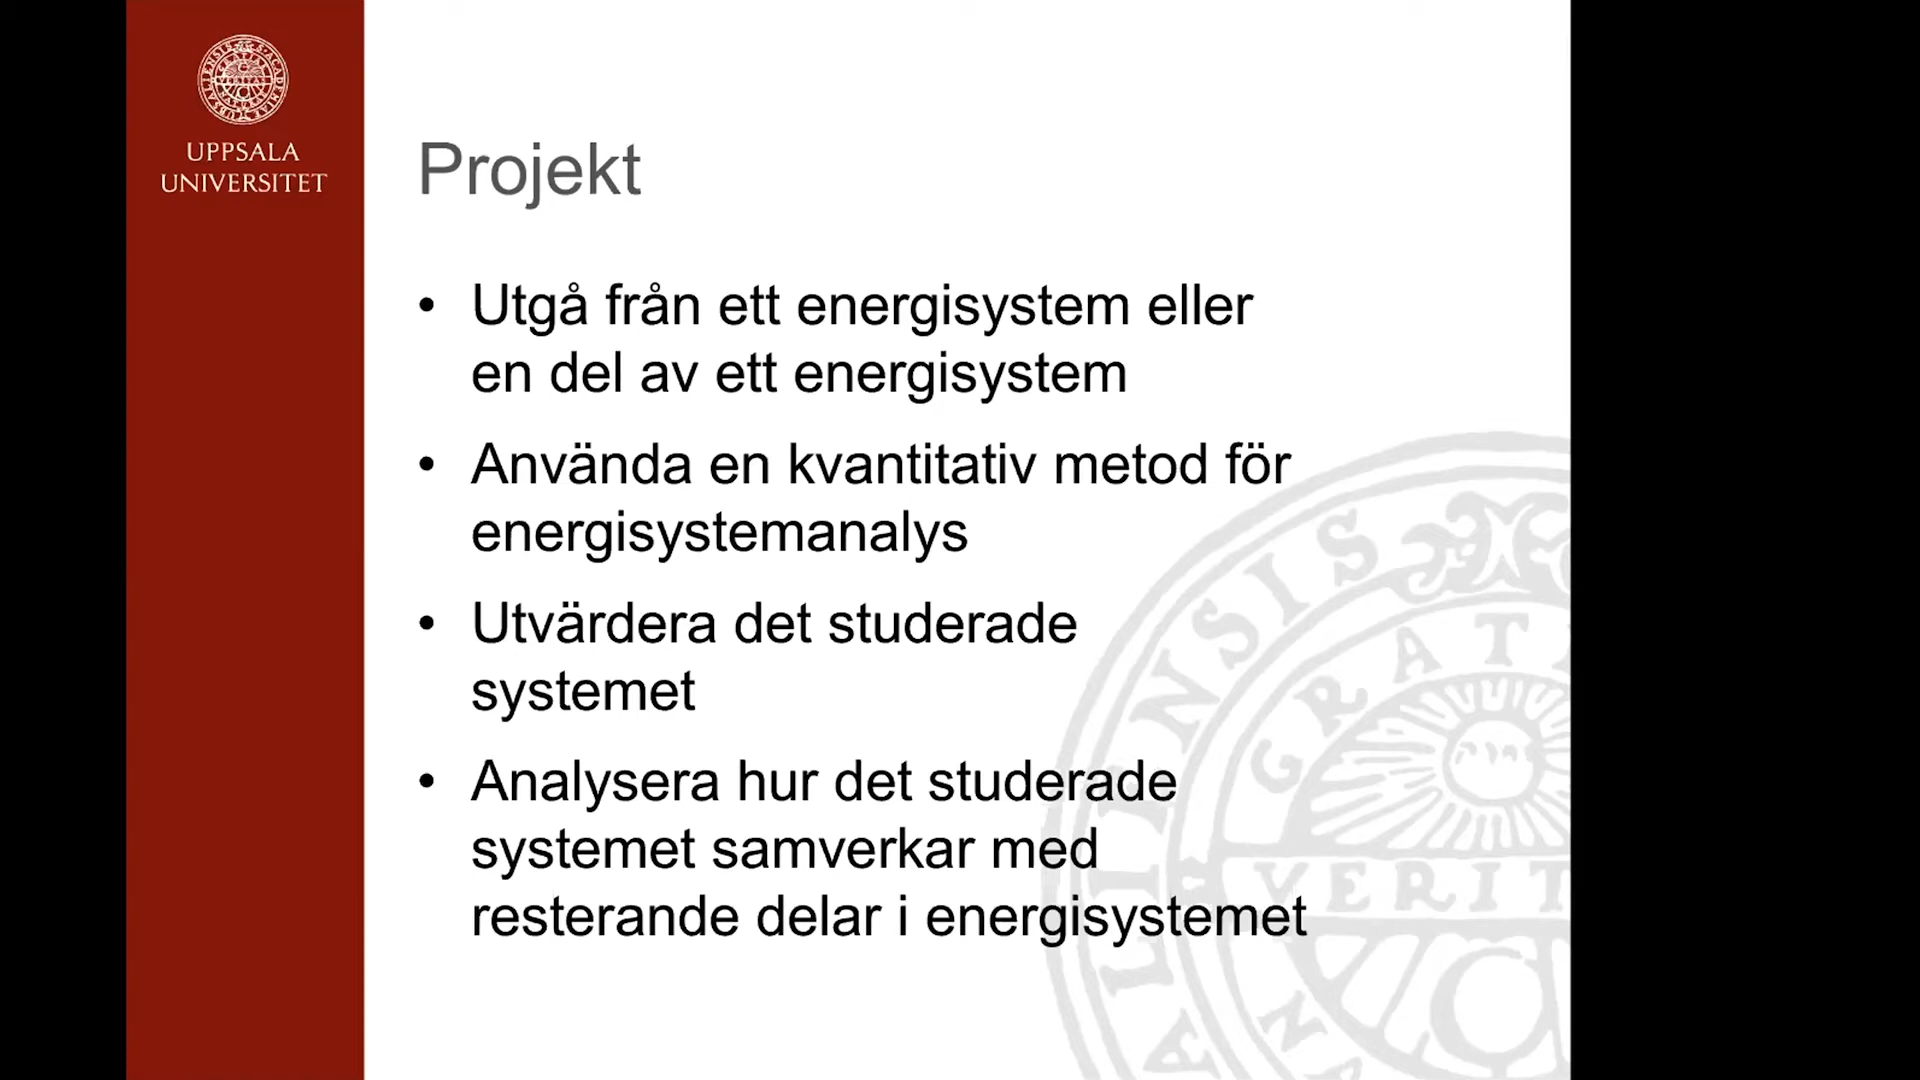 UPPSALA
UNIVERSITET
Projekt
• Utgå från ett energisystem eller
en del av ett energisystem
• Använda en kvantitativ metod för
energisystemanalys
• Utvärdera det studerade
systemet
• Analysera hur det studerade
systemet samverkar med
resterande delar i energisystemet